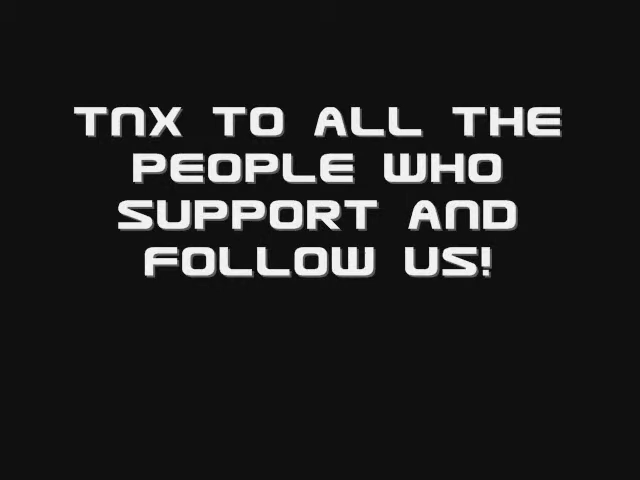 TNX TO ALL THE
PEOPLE WHO
SUPPORT AND
FOLLOW US!